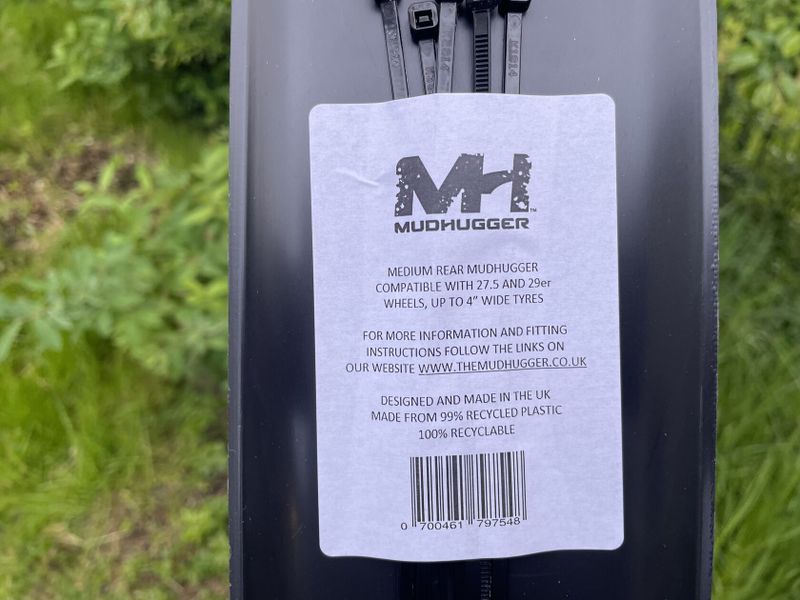 K1814
MH™
MUDHUGGER
MEDIUM REAR MUDHUGGER
COMPATIBLE WITH 27.5 AND 29er
WHEELS, UP TO 4" WIDE TYRES
FOR MORE INFORMATION AND FITTING
INSTRUCTIONS FOLLOW THE LINKS ON
OUR WEBSITE WWW.THEMUDHUGGER.CO.UK
DESIGNED AND MADE IN THE UK
MADE FROM 99% RECYCLED PLASTIC
100% RECYCLABLE
0 700461 797548